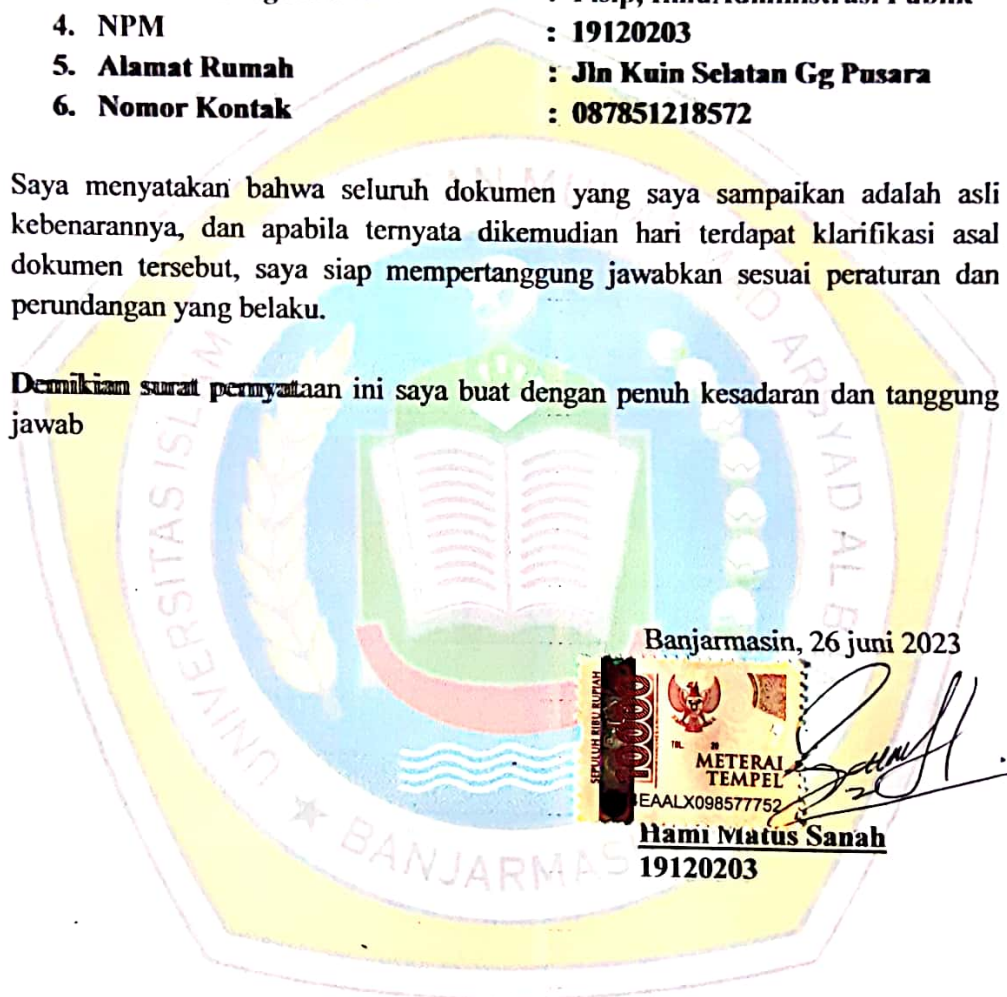 4. NPM : 19120203
5. Alamat Rumah : Jln Kuin Selatan Gg Pusara
6. Nomor Kontak : 087851218572
Saya menyatakan bahwa seluruh dokumen yang saya sampaikan adalah asli
kebenarannya, dan apabila ternyata dikemudian hari terdapat klarifikasi asal
dokumen tersebut, saya siap mempertanggung jawabkan sesuai peraturan dan
perundangan yang belaku.
Demikian surat pernyataan ini saya buat dengan penuh kesadaran dan tanggung
jawab
UNIVERSITAS ISLAM
BANJARMAS
Banjarmasin, 26 juni 2023
SEPULUH RIBU RUPIAH
10000
TGL. 20
METERAI
TEMPEL
EAALX098577752
Hami Matus Sanah
19120203